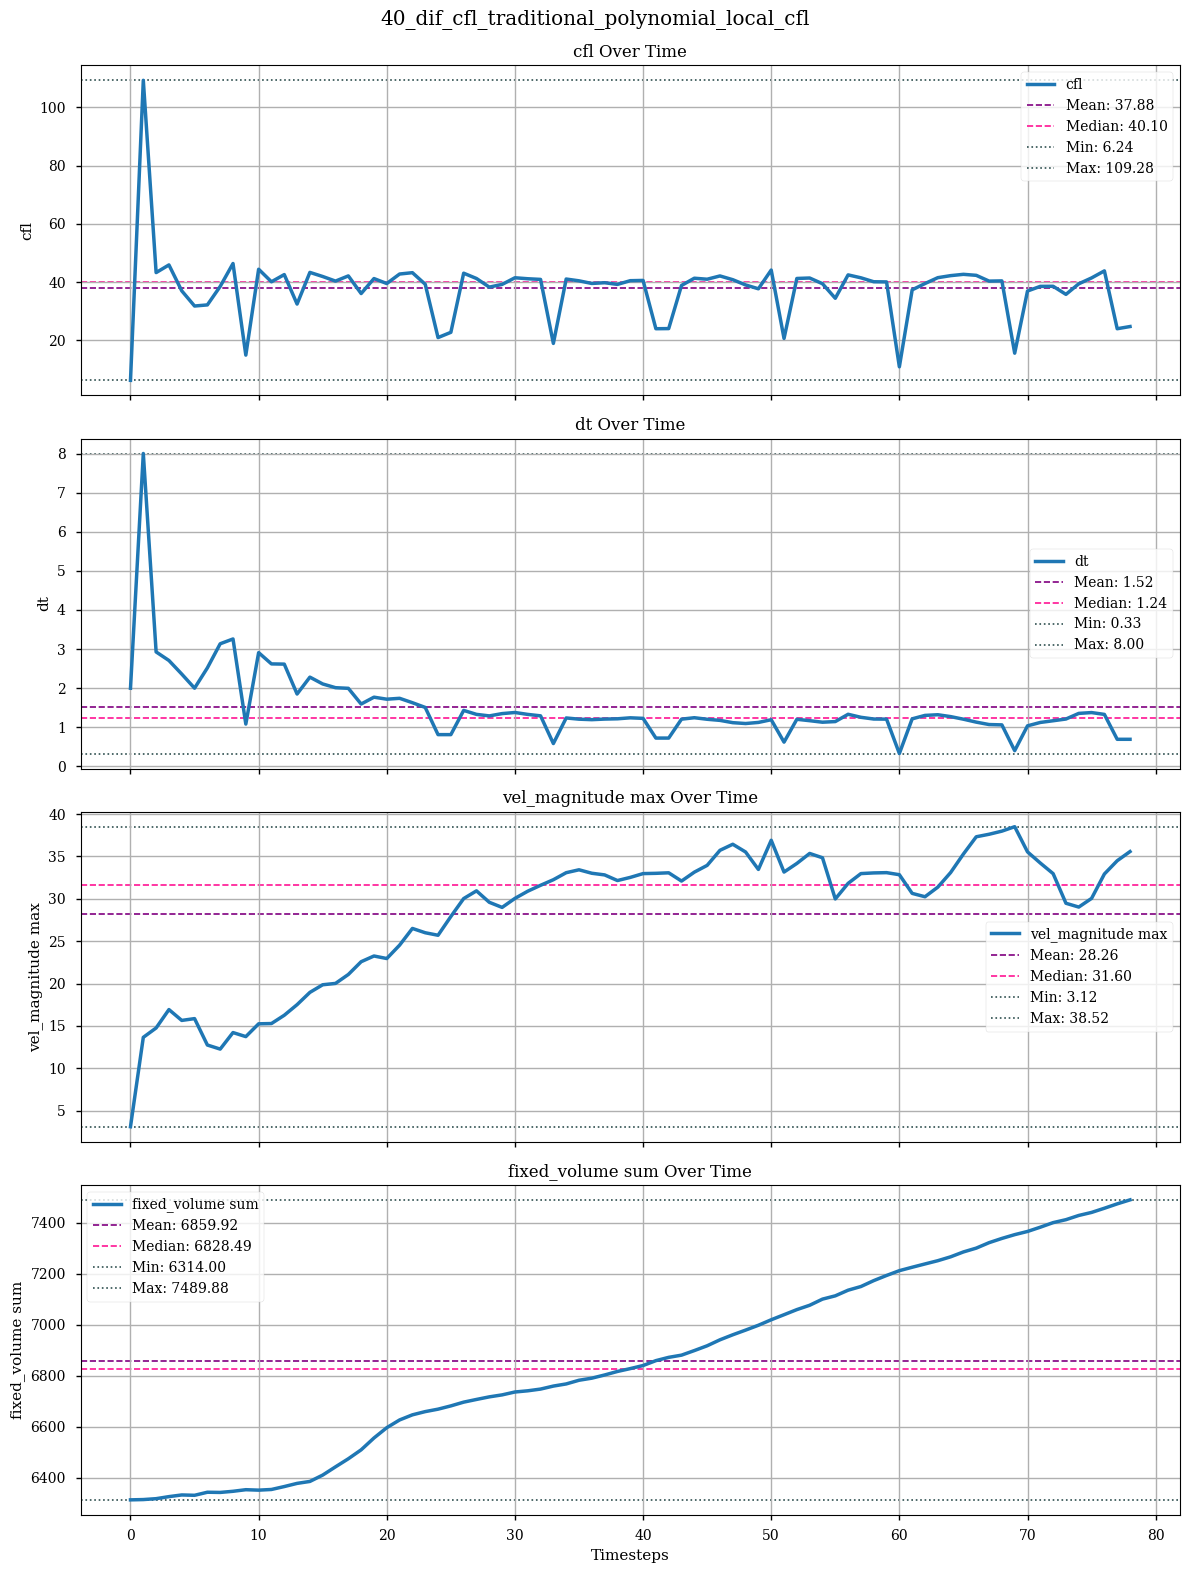 40_dif_cfl_traditional_polynomial_local_cfl
cfl Over Time
cfl
100
80
60
40
20
cfl
Mean: 37.88
Median: 40.10
Min: 6.24
Max: 109.28
dt Over Time
dt
8
7
6
5
4
3
2
1
0
dt
Mean: 1.52
Median: 1.24
Min: 0.33
Max: 8.00
vel_magnitude max Over Time
vel_magnitude max
40
35
30
25
20
15
10
5
vel_magnitude max
Mean: 28.26
Median: 31.60
Min: 3.12
Max: 38.52
fixed_volume sum Over Time
fixed_volume sum
7400
7200
7000
6800
6600
6400
fixed_volume sum
Mean: 6859.92
Median: 6828.49
Min: 6314.00
Max: 7489.88
0 10 20 30 40 50 60 70 80
Timesteps